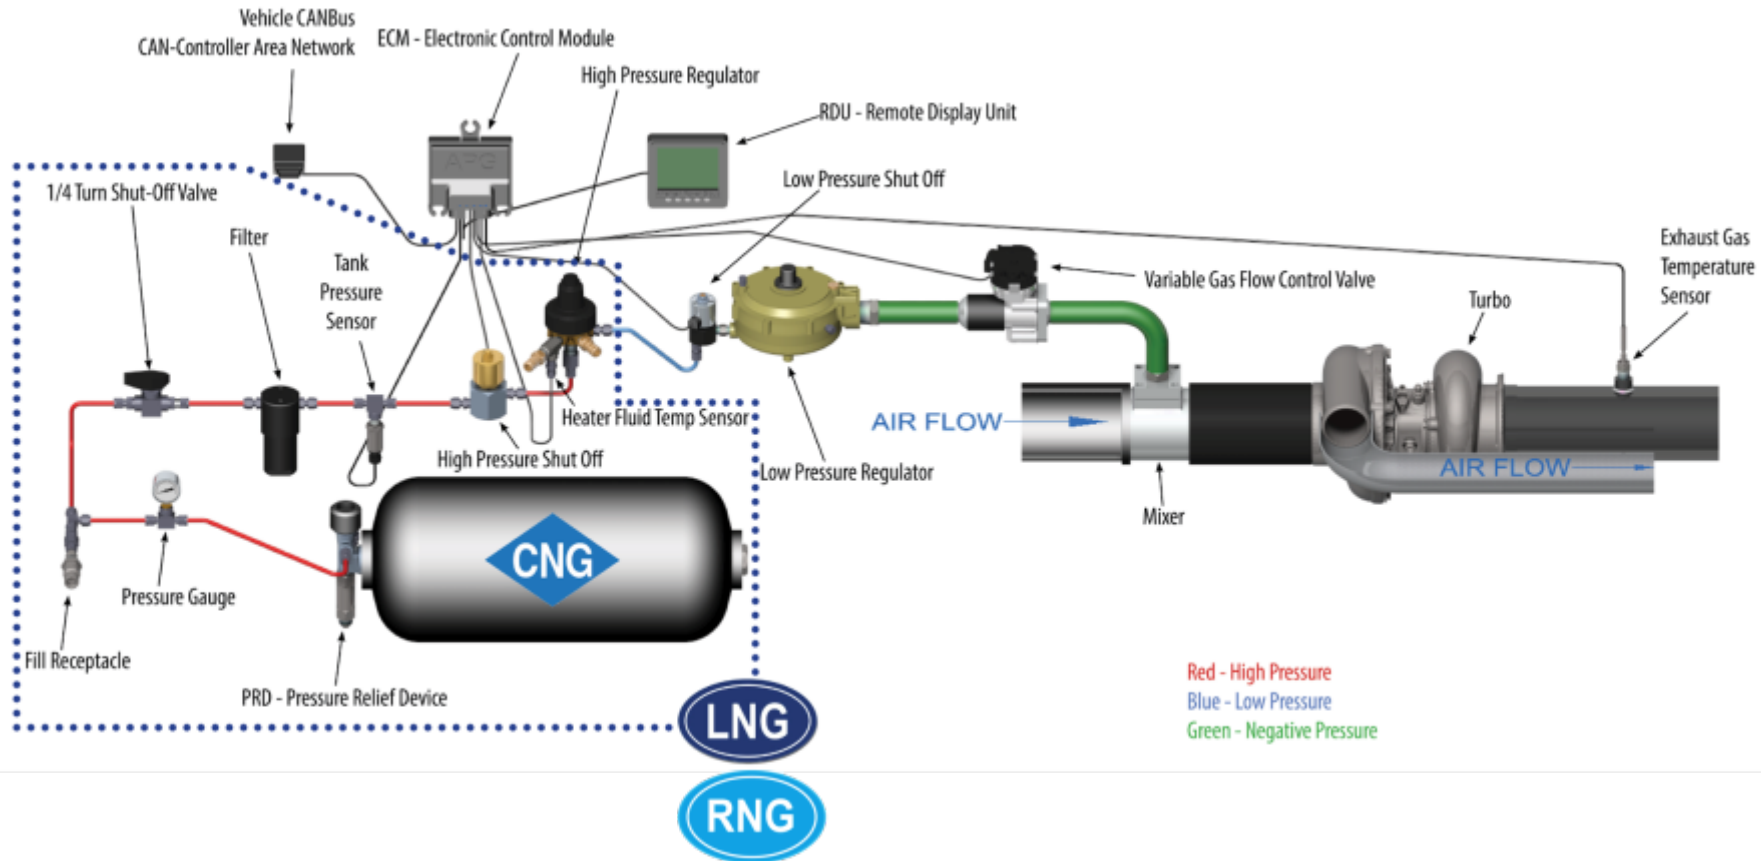 Vehicle CANBus
CAN-Controller Area Network
ECM - Electronic Control Module
High Pressure Regulator
RDU - Remote Display Unit
APG
Low Pressure Shut Off
1/4 Turn Shut-Off Valve
Filter
Tank
Pressure
Sensor
Variable Gas Flow Control Valve
Exhaust Gas
Temperature
Sensor
Turbo
Heater Fluid Temp Sensor
High Pressure Shut Off
Low Pressure Regulator
AIR FLOW
AIR FLOW
Mixer
CNG
Pressure Gauge
Fill Receptacle
PRD - Pressure Relief Device
LNG
RNG
Red - High Pressure
Blue - Low Pressure
Green - Negative Pressure